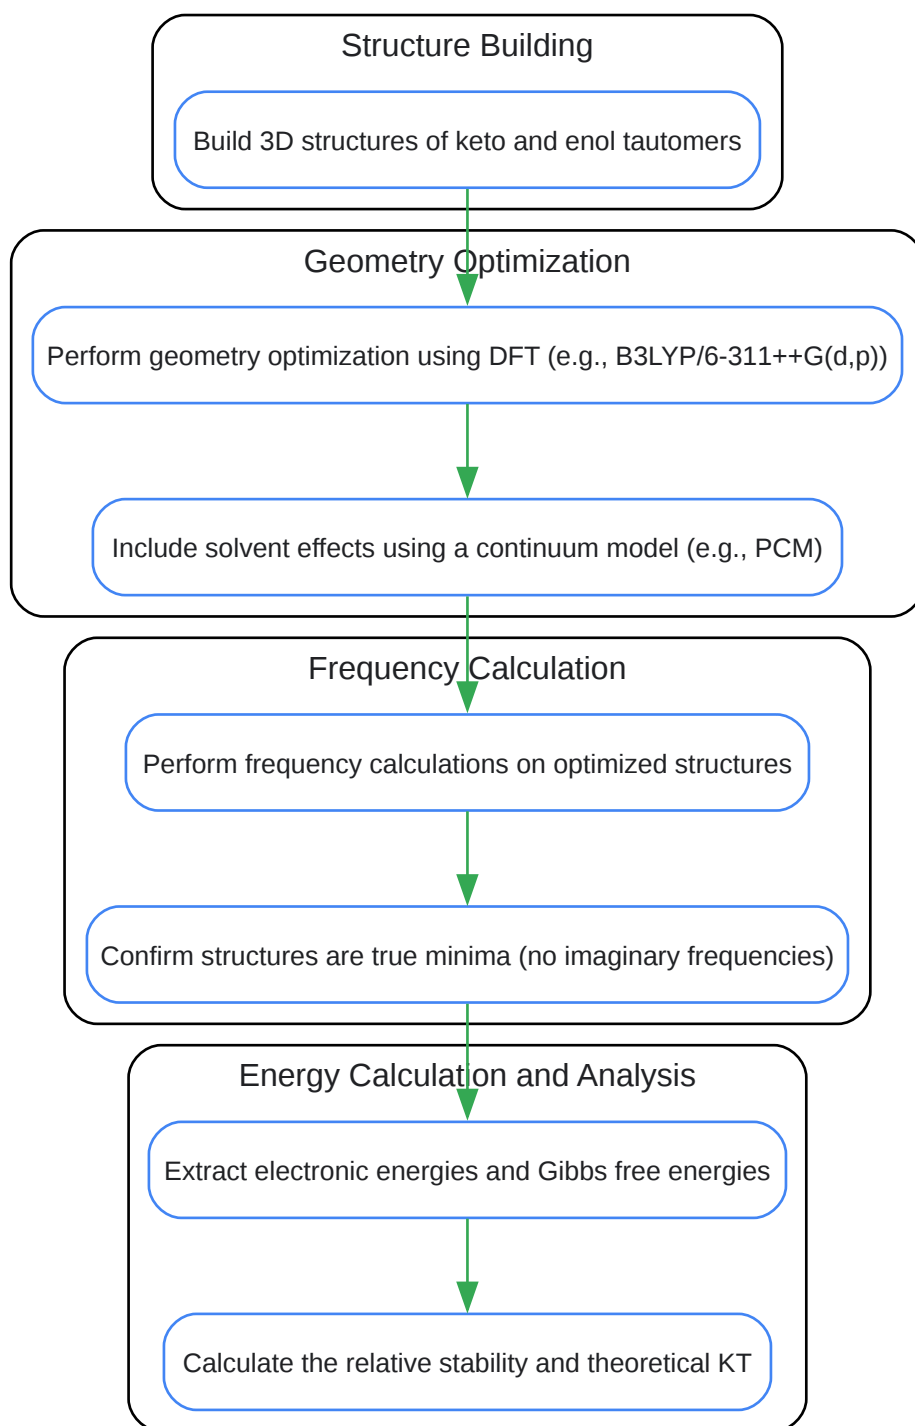 Structure Building
Build 3D structures of keto and enol tautomers
Geometry Optimization
Perform geometry optimization using DFT (e.g., B3LYP/6-311++G(d,p))
Include solvent effects using a continuum model (e.g., PCM)
Frequency Calculation
Perform frequency calculations on optimized structures
Confirm structures are true minima (no imaginary frequencies)
Energy Calculation and Analysis
Extract electronic energies and Gibbs free energies
Calculate the relative stability and theoretical KT